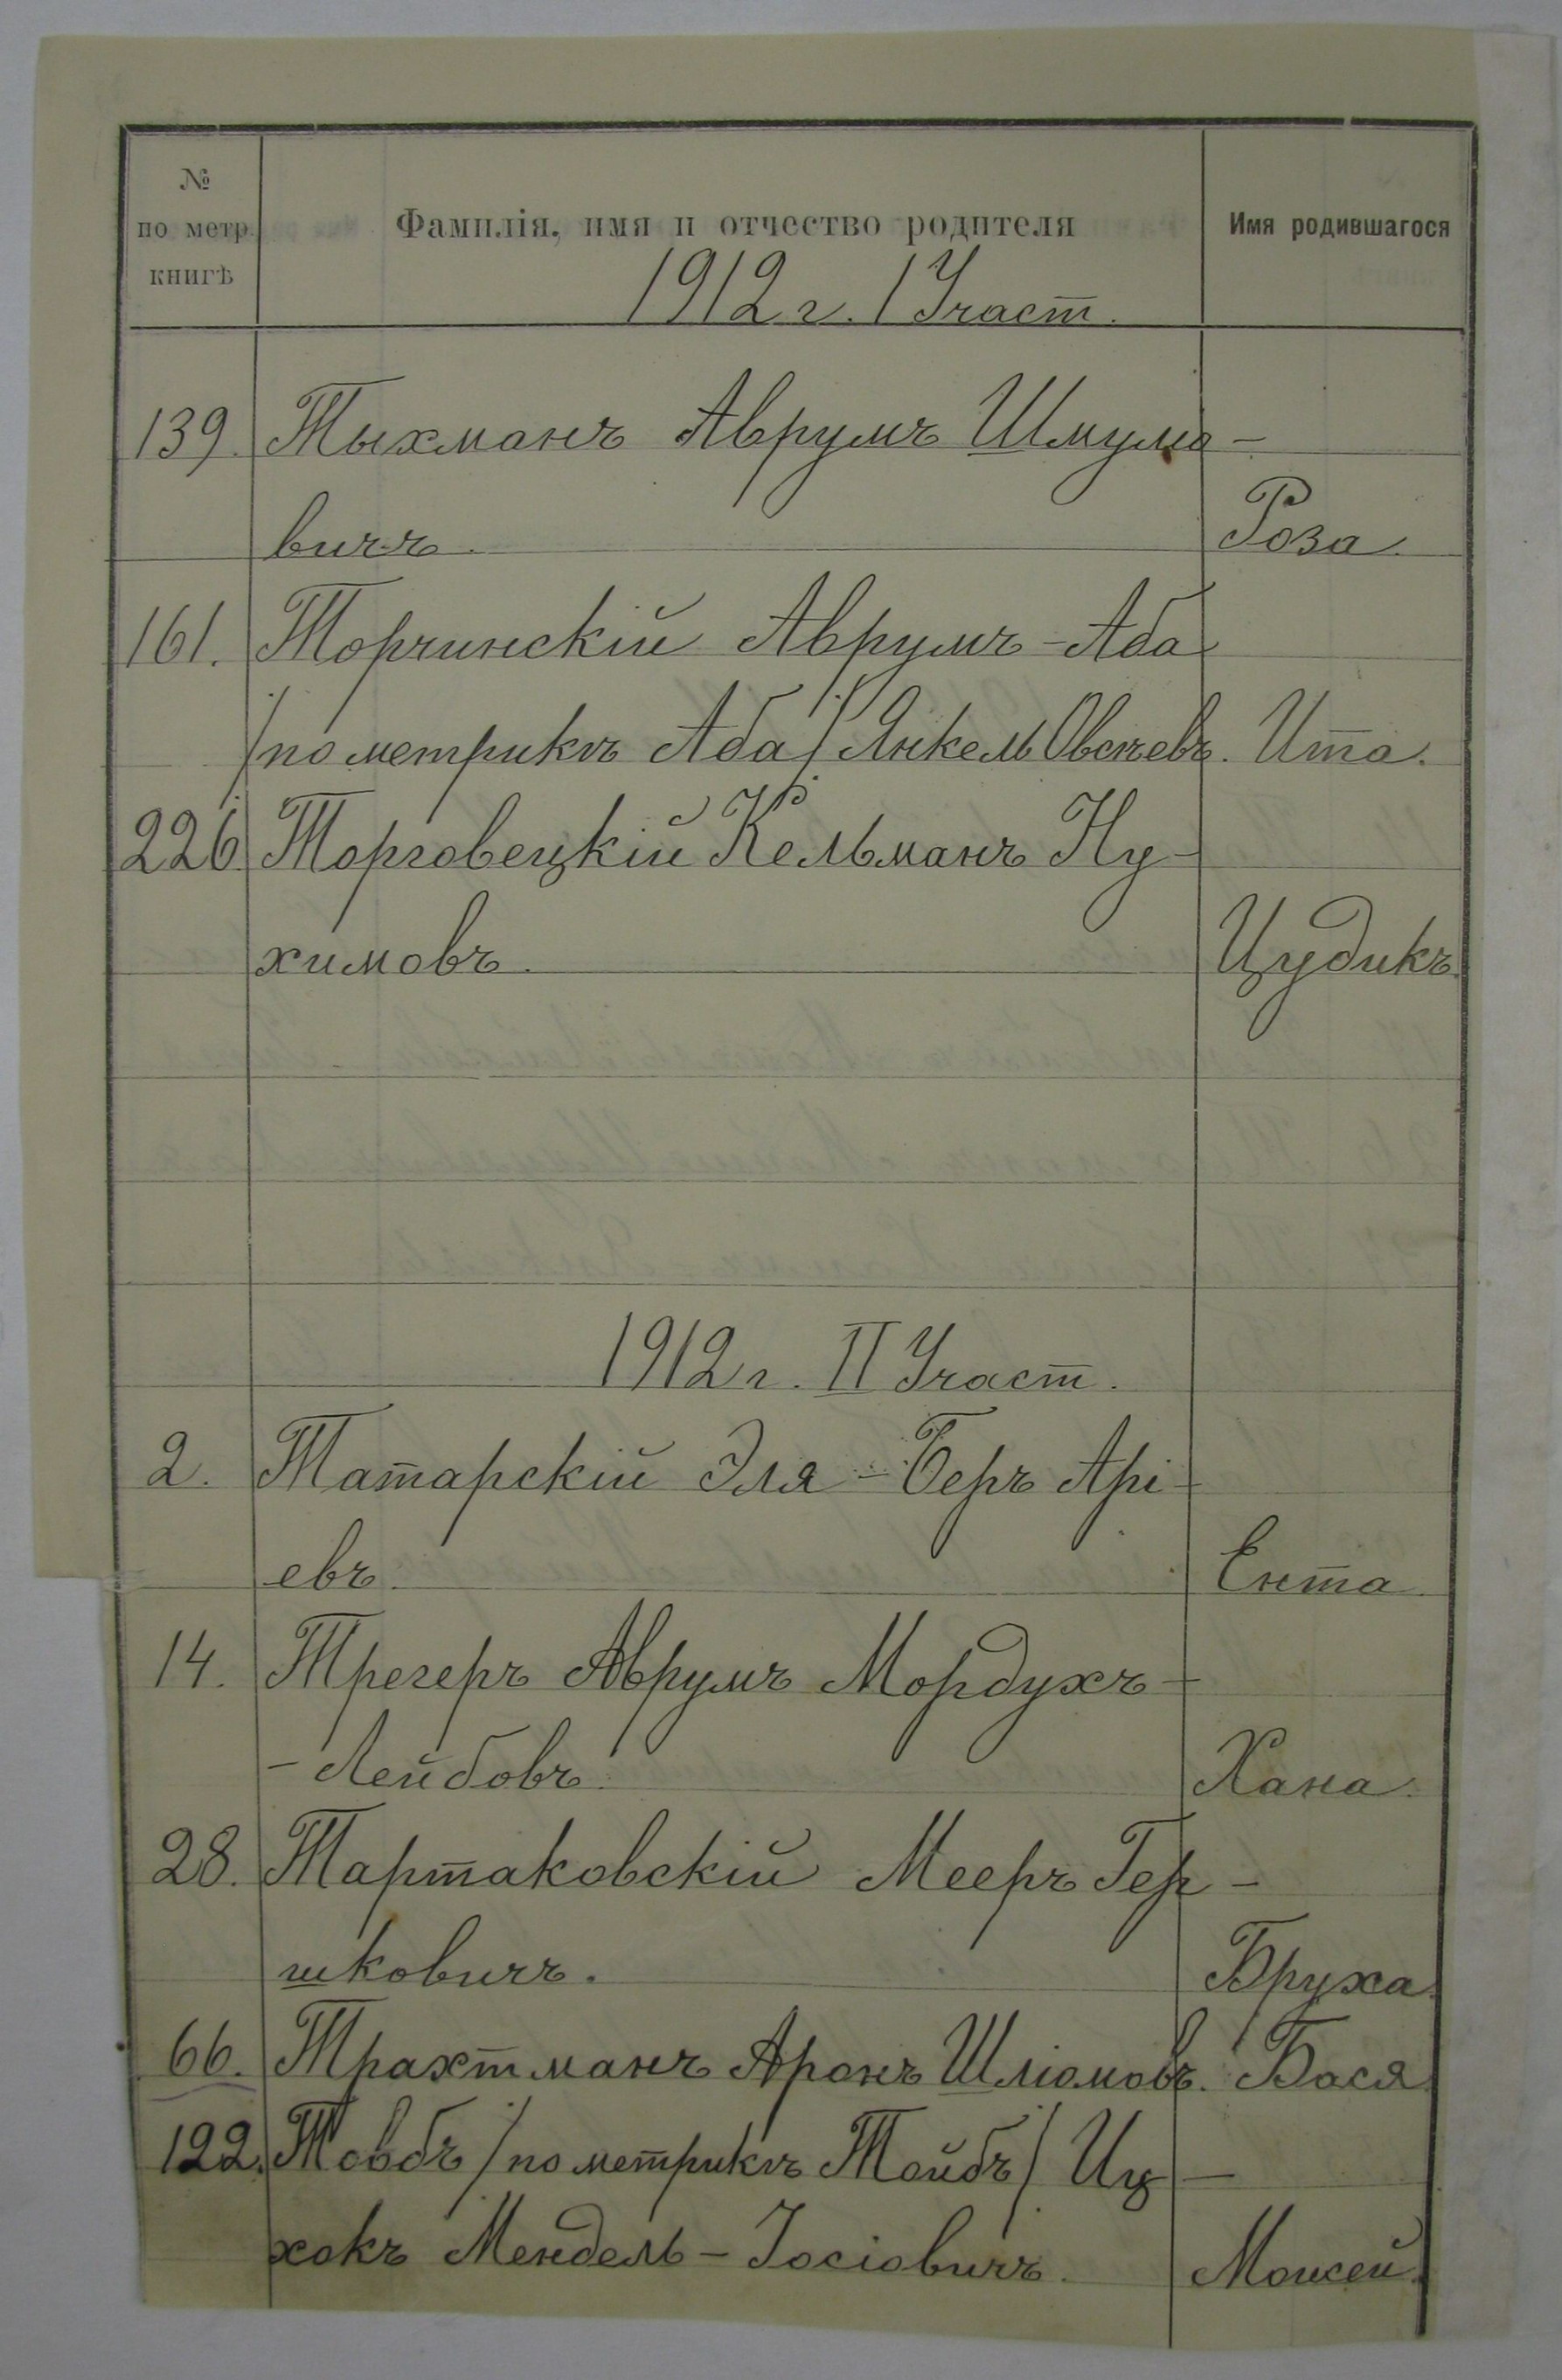 № по метр. книгѣ
Фамилія, имя и отчество родителя
Имя родившагося
1912 г. I Участ.
139. Тыхманъ Аврумъ Шмуло-
вичъ. Роза.
161. Торчинскій Аврумъ-Аба
/по метрикѣ Аба/ Янкель Овсѣевъ. Ита.
226. Торговецкій Кельманъ Ну-
химовъ. Цудикъ.
1912 г. II Участ.
2. Татарскій Эля-Беръ Арі-
евъ. Ента.
14. Трегеръ Аврумъ Мордухъ-
-Лейбовъ. Хана.
28. Тартаковскій Мееръ Гер-
шковичъ. Бруха.
66. Трахтманъ Аронъ Шліомовъ. Бася.
122. Товбъ /по метрикѣ Тойбъ/ Иц-
хокъ Мендель-Іосіовичъ. Моисей.